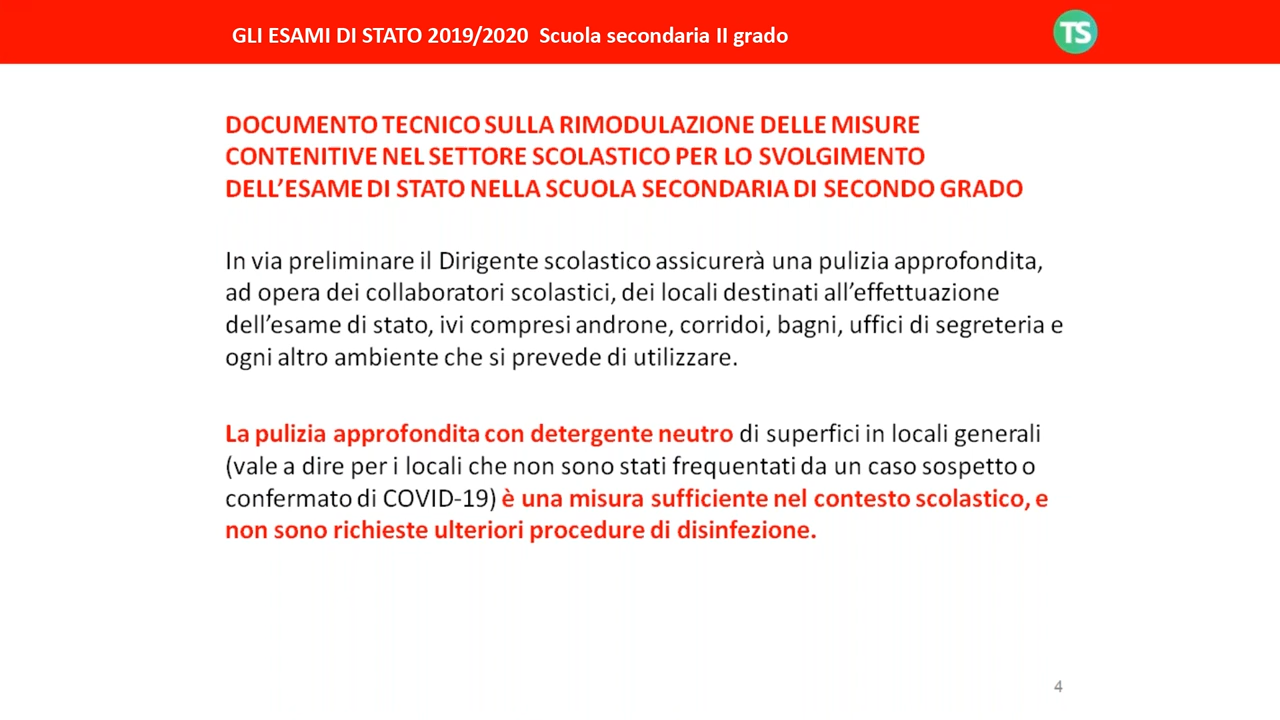 GLI ESAMI DI STATO 2019/2020 Scuola secondaria II grado
TS
DOCUMENTO TECNICO SULLA RIMODULAZIONE DELLE MISURE
CONTENITIVE NEL SETTORE SCOLASTICO PER LO SVOLGIMENTO
DELL’ESAME DI STATO NELLA SCUOLA SECONDARIA DI SECONDO GRADO
In via preliminare il Dirigente scolastico assicurerà una pulizia approfondita,
ad opera dei collaboratori scolastici, dei locali destinati all’effettuazione
dell’esame di stato, ivi compresi androne, corridoi, bagni, uffici di segreteria e
ogni altro ambiente che si prevede di utilizzare.
La pulizia approfondita con detergente neutro di superfici in locali generali
(vale a dire per i locali che non sono stati frequentati da un caso sospetto o
confermato di COVID-19) è una misura sufficiente nel contesto scolastico, e
non sono richieste ulteriori procedure di disinfezione.
4